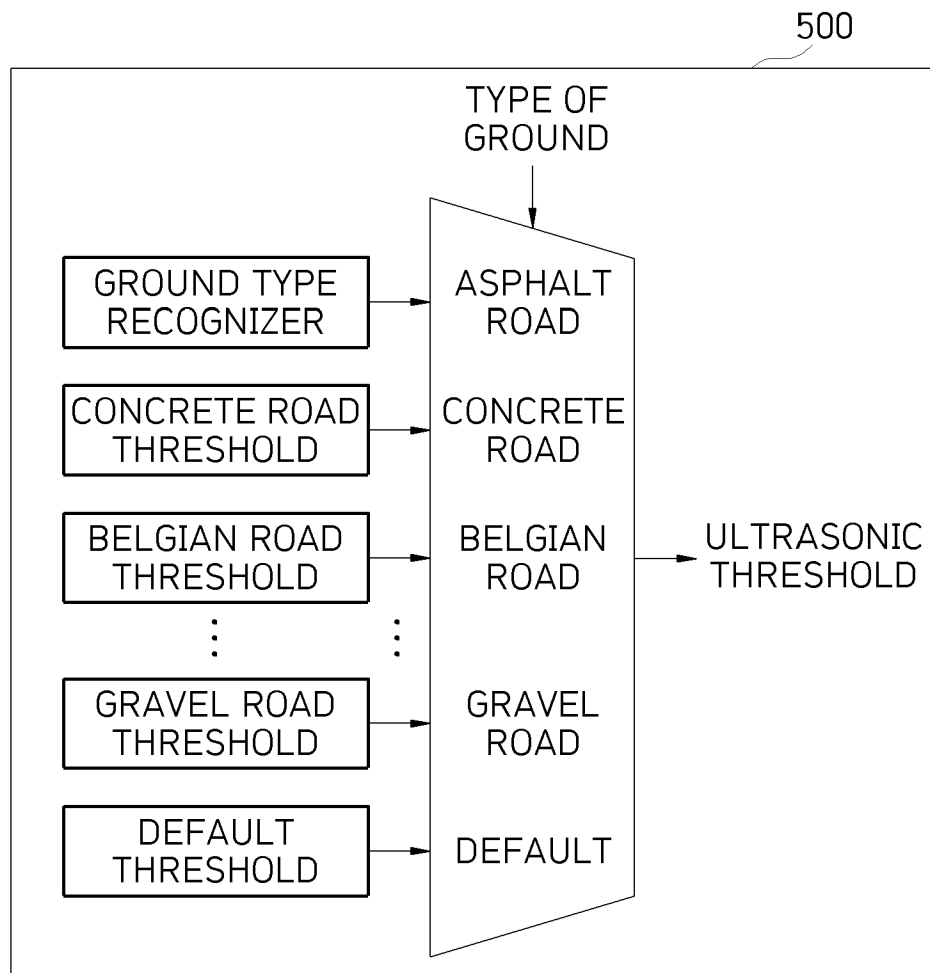 500
TYPE OF
GROUND
GROUND TYPE
RECOGNIZER
ASPHALT
ROAD
CONCRETE ROAD
THRESHOLD
CONCRETE
ROAD
BELGIAN ROAD
THRESHOLD
BELGIAN
ROAD
ULTRASONIC
THRESHOLD
GRAVEL ROAD
THRESHOLD
GRAVEL
ROAD
DEFAULT
THRESHOLD
DEFAULT